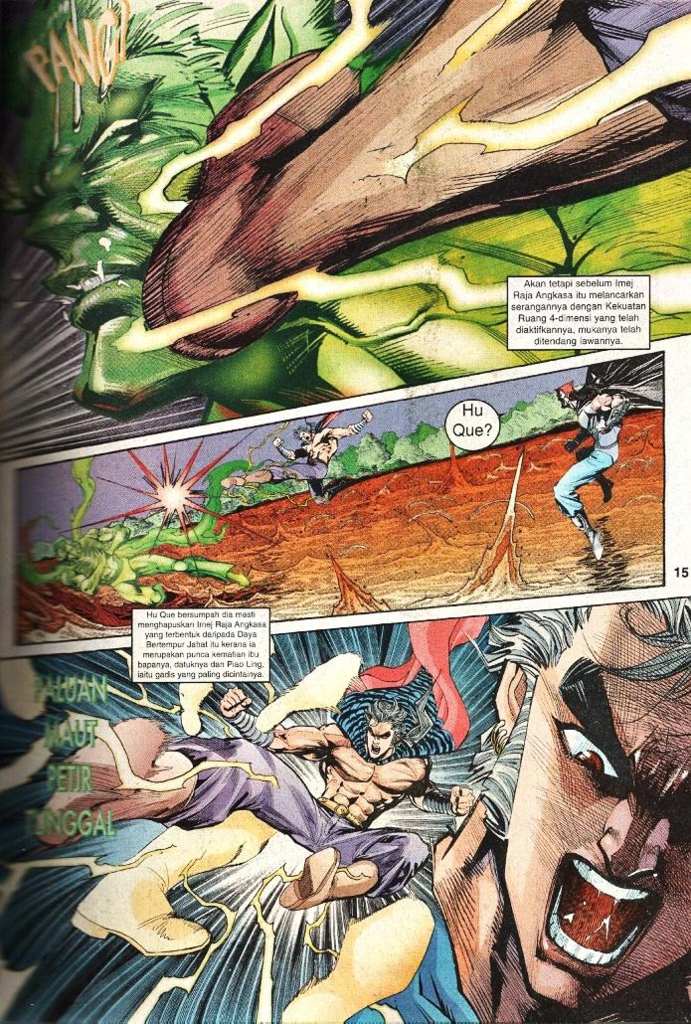 PANG?
Akan tetapi sebelum Imej
Raja Angkasa itu melancarkan
serangannya dengan Kekuatan
Ruang 4-dimensi yang telah
diaktifkannya, mukanya telah
ditendang lawannya.
Hu
Que?
15
Hu Que bersumpah dia masti
menghapuskan Imej Raja Angkasa
yang terbentuk daripada Daya
Bertempur Jahat itu kerana ia
merupakan punca kematian ibu
bapanya, datuknya dan Piao Ling,
iaitu gadis yang paling dicintainya.
PALUAN
MAUT
PETIR
TUNGGAL